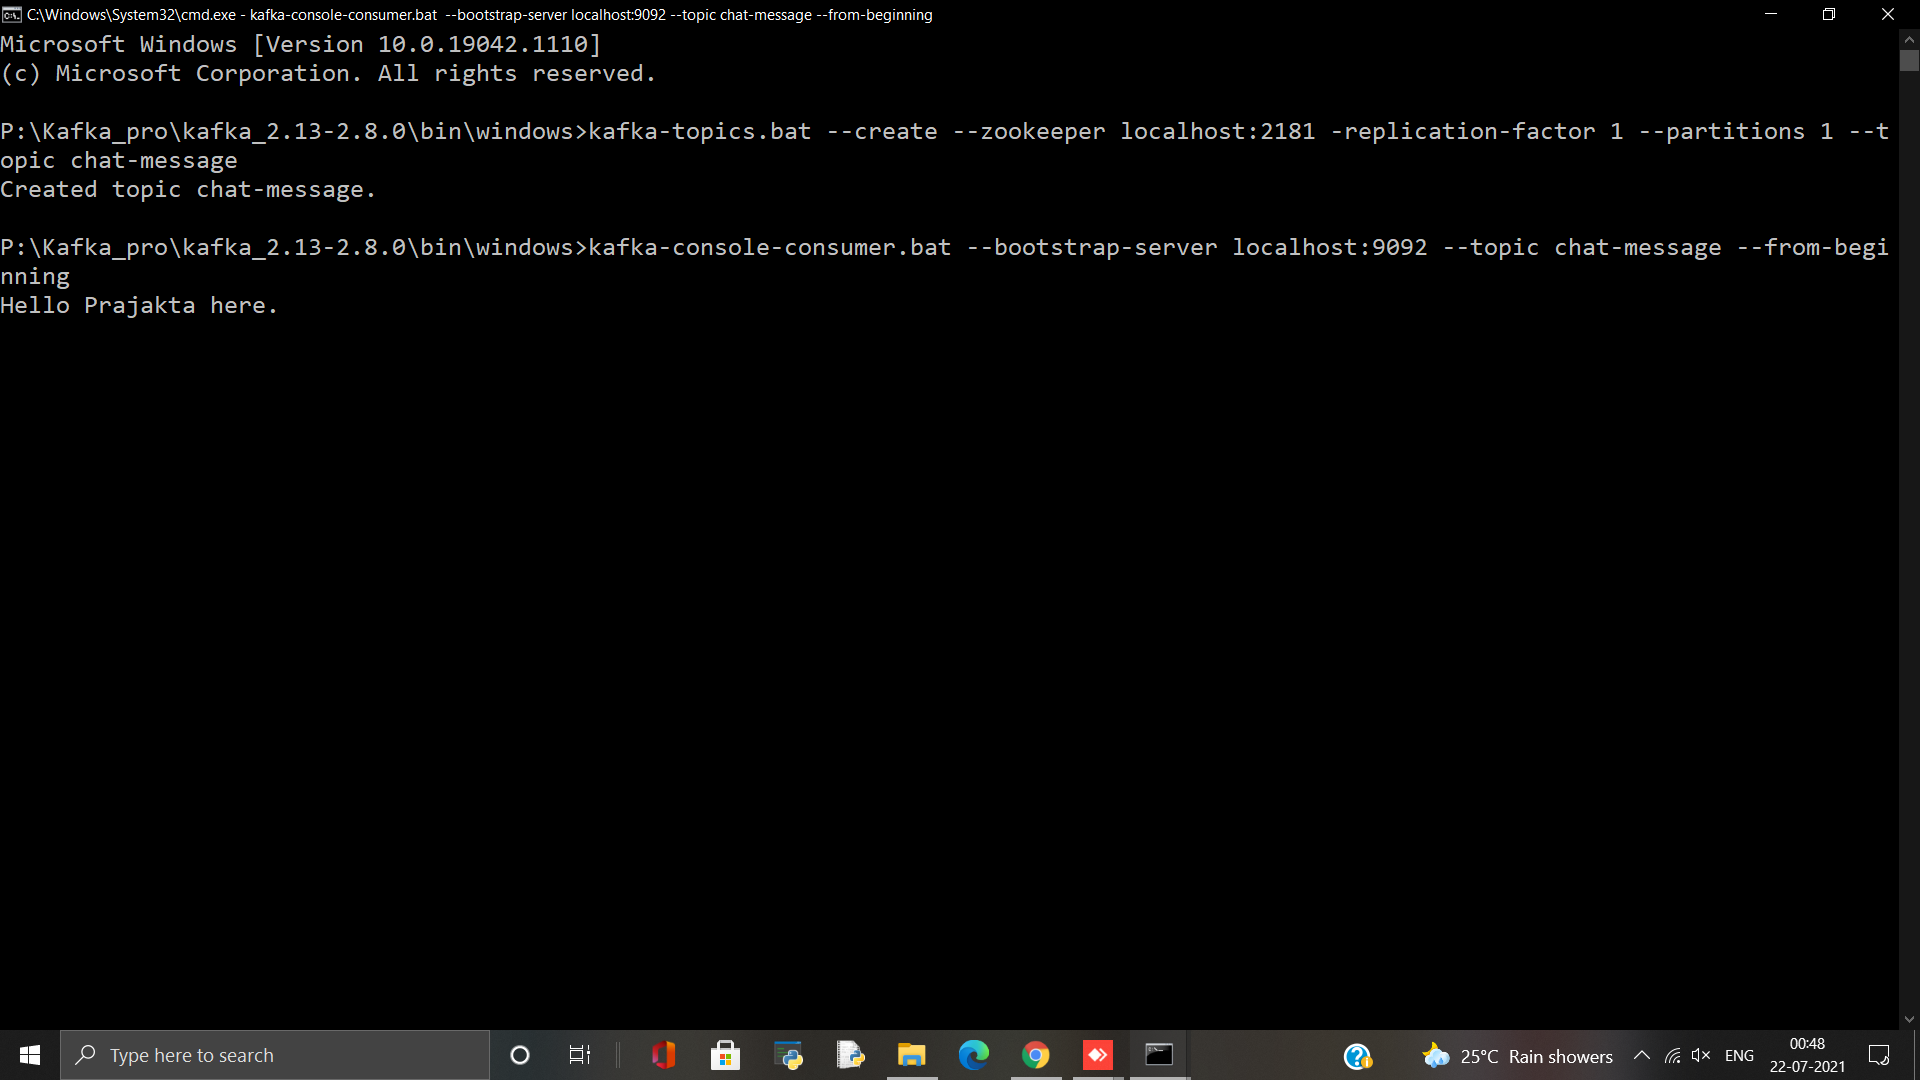 C:\Windows\System32\cmd.exe - kafka-console-consumer.bat  --bootstrap-server localhost:9092 --topic chat-message --from-beginning
Microsoft Windows [Version 10.0.19042.1110]
(c) Microsoft Corporation. All rights reserved.
P:\Kafka_pro\kafka_2.13-2.8.0\bin\windows>kafka-topics.bat --create --zookeeper localhost:2181 -replication-factor 1 --partitions 1 --t
opic chat-message
Created topic chat-message.
P:\Kafka_pro\kafka_2.13-2.8.0\bin\windows>kafka-console-consumer.bat --bootstrap-server localhost:9092 --topic chat-message --from-begi
nning
Hello Prajakta here.
Type here to search
25°C Rain showers
ENG
00:48
22-07-2021